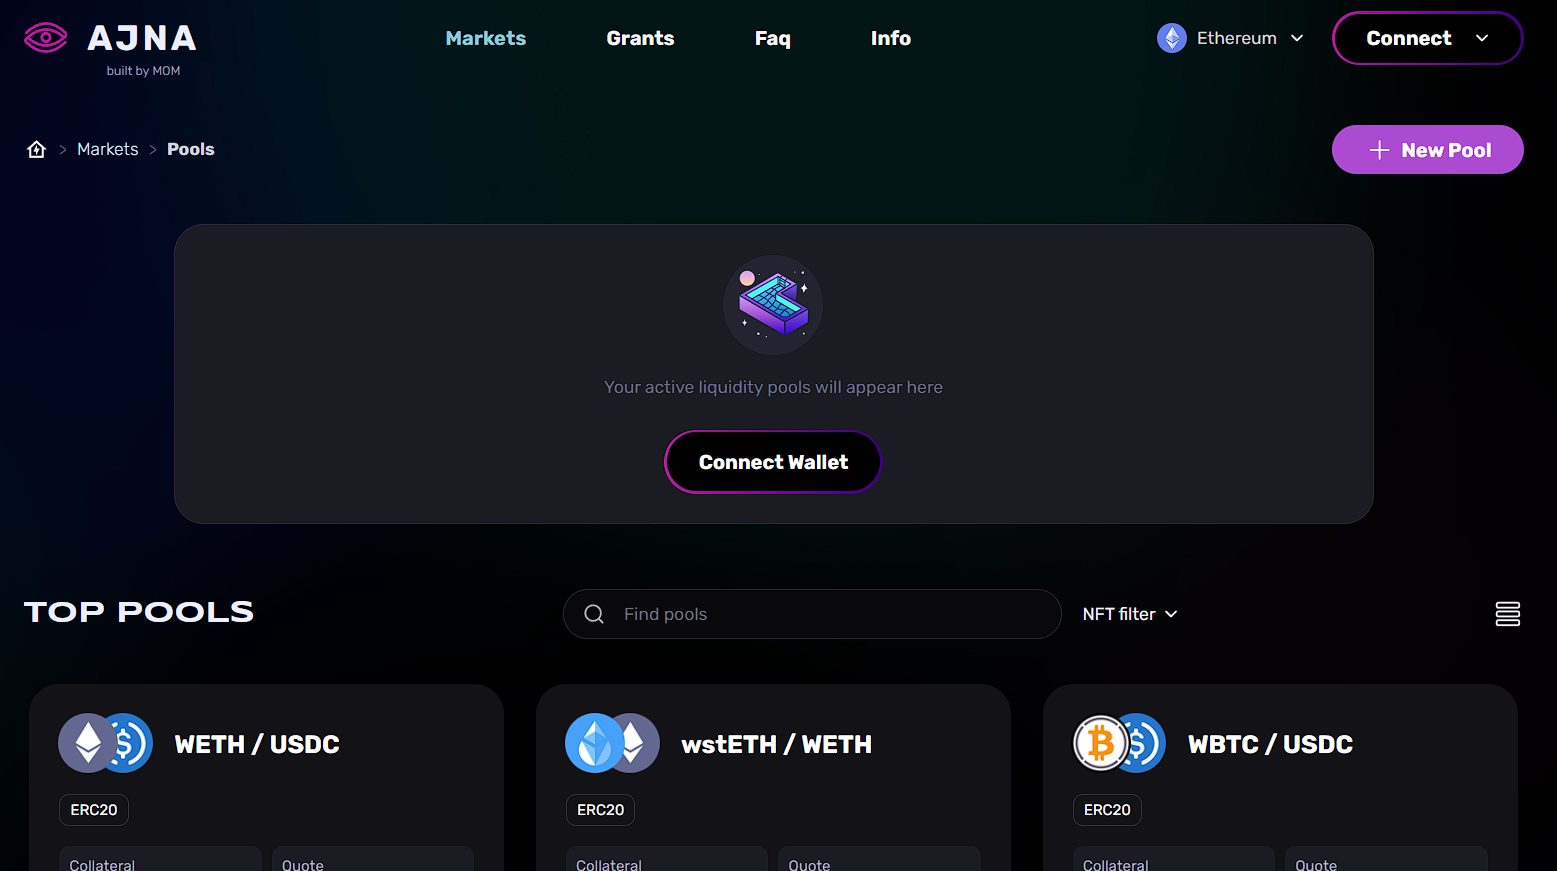 AJNA
built by MOM
Markets
Grants
Faq
Info
Ethereum
Connect
> Markets > Pools
New Pool
Your active liquidity pools will appear here
Connect Wallet
TOP POOLS
Find pools
NFT filter
WETH / USDC
ERC20
Collateral
Quote
wstETH / WETH
ERC20
Collateral
Quote
WBTC / USDC
ERC20
Collateral
Quote